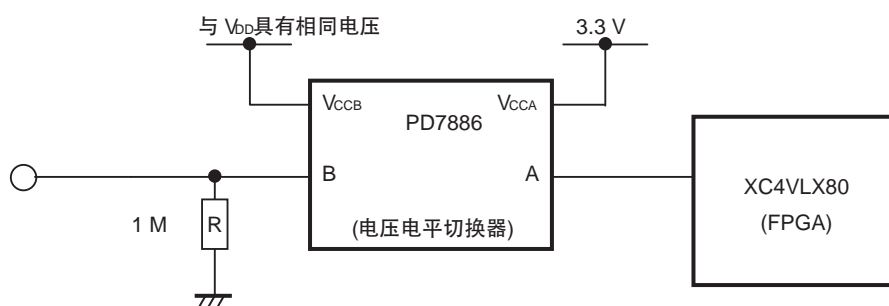 与 VDD具有相同电压
3.3 V
VCCB
VCCA
PD7886
B
A
XC4VLX80
(FPGA)
1 M
R
(电压电平切换器)